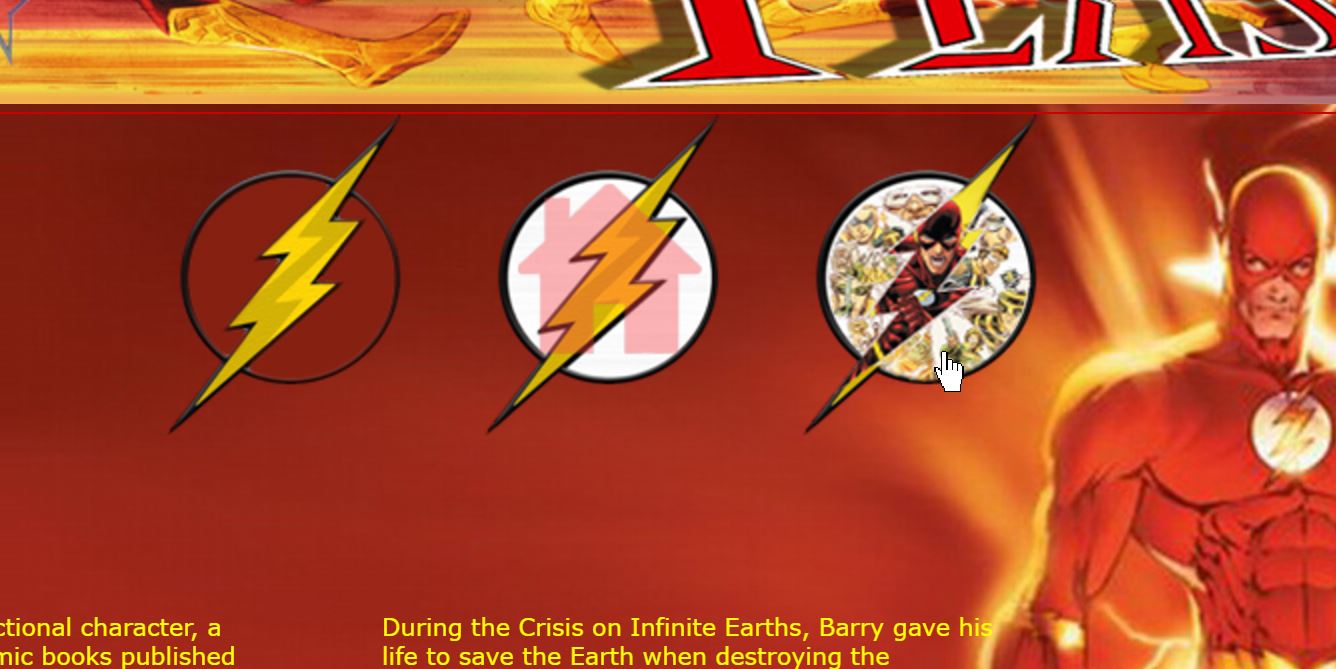 ctional character, a
mic books published
During the Crisis on Infinite Earths, Barry gave his
life to save the Earth when destroying the